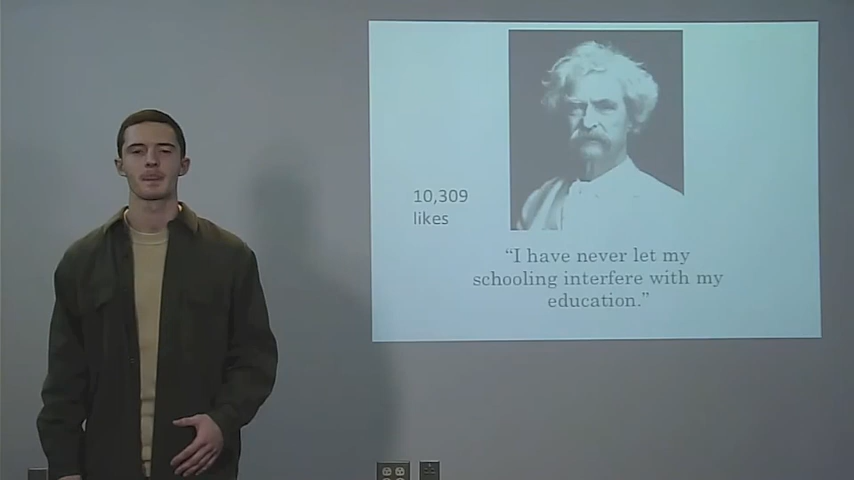 10,309
likes
“I have never let my
schooling interfere with my
education.”